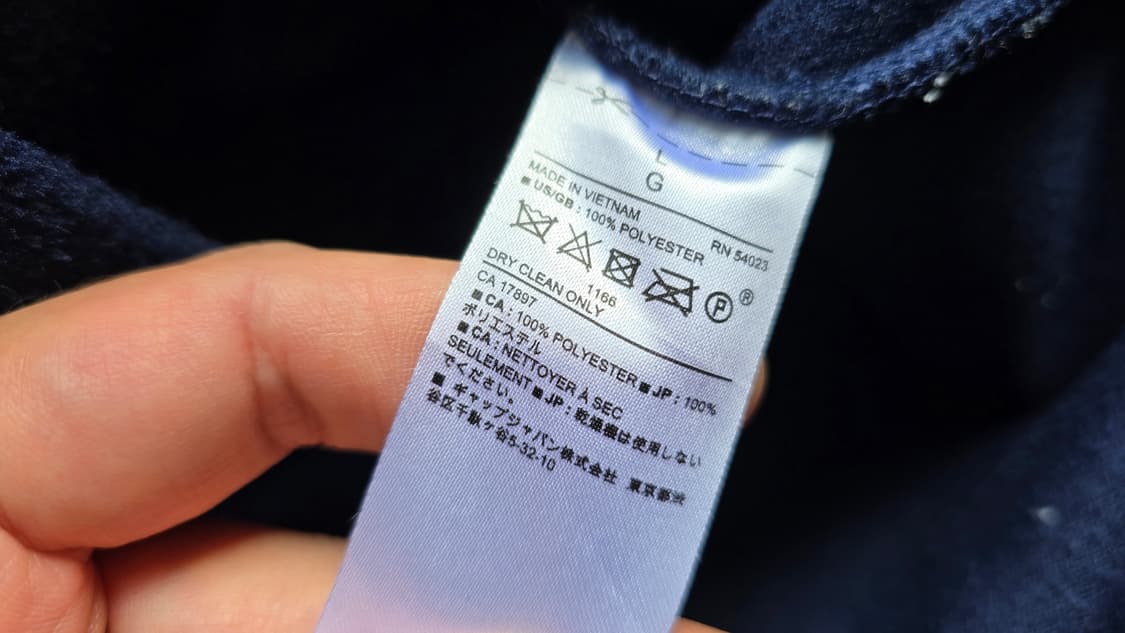 L
G
MADE IN VIETNAM
RN 54023
■ US/GB : 100% POLYESTER
P ®
1166
DRY CLEAN ONLY
CA 17897
■ CA : 100% POLYESTER ■ JP : 100%
ポリエステル
■ CA : NETTOYER À SEC
SEULEMENT ■ JP : 乾燥機は使用しない
でください。
■ ギャップジャパン株式会社 東京都渋
谷区千駄ヶ谷5-32-10